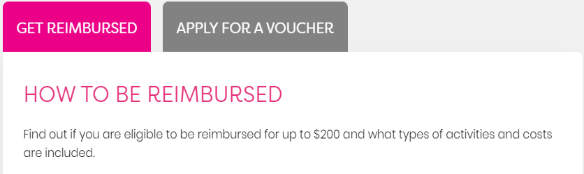 GET REIMBURSED
APPLY FOR A VOUCHER
HOW TO BE REIMBURSED
Find out if you are eligible to be reimbursed for up to $200 and what types of activities and costs
are included.